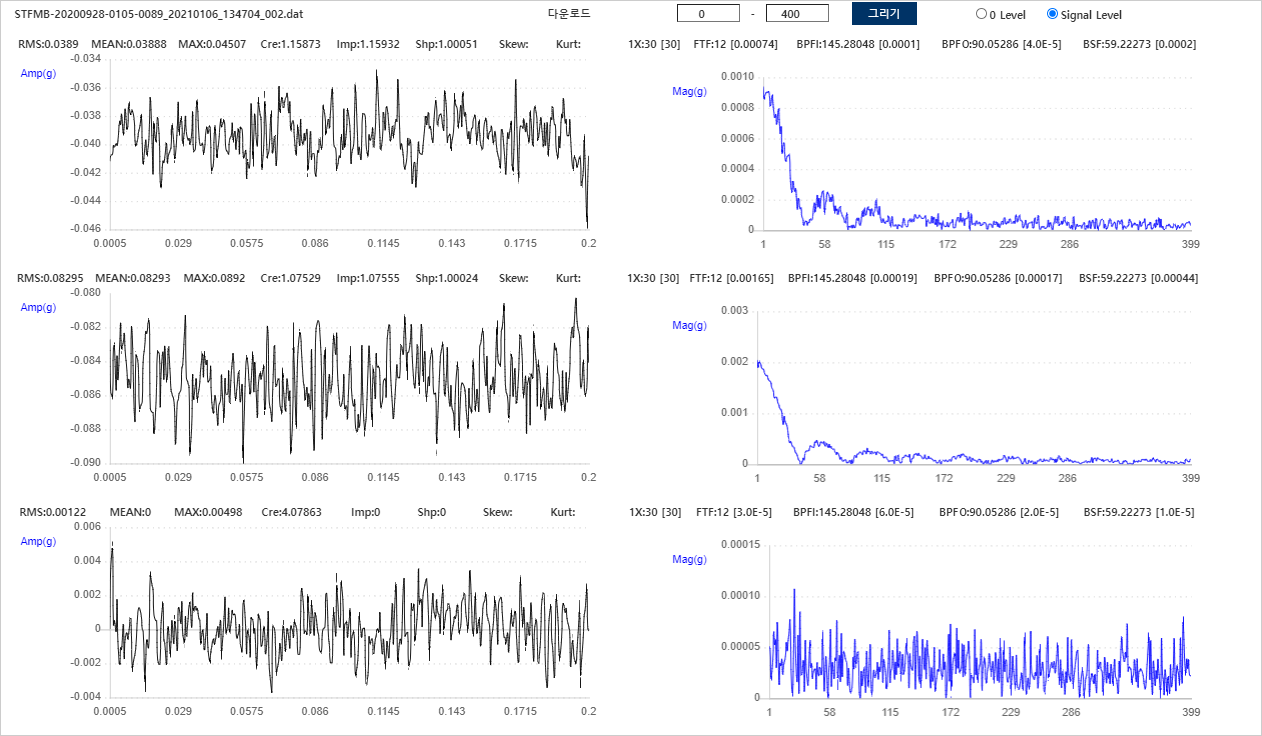 STFMB-20200928-0105-0089_20210106_134704_002.dat 다운로드 0 - 400 그리기 0 Level Signal Level
RMS:0.0389 MEAN:0.03888 MAX:0.04507 Cre:1.15873 Imp:1.15932 Shp:1.00051 Skew: Kurt: 1X:30 [30] FTF:12 [0.00074] BPFI:145.28048 [0.0001] BPFO:90.05286 [4.0E-5] BSF:59.22273 [0.0002]
Amp(g)
-0.034
-0.036
-0.038
-0.040
-0.042
-0.044
-0.046
0.0005 0.029 0.0575 0.086 0.1145 0.143 0.1715 0.2
Mag(g)
0.0010
0.0008
0.0006
0.0004
0.0002
0
1 58 115 172 229 286 399
RMS:0.08295 MEAN:0.08293 MAX:0.0892 Cre:1.07529 Imp:1.07555 Shp:1.00024 Skew: Kurt: 1X:30 [30] FTF:12 [0.00165] BPFI:145.28048 [0.00019] BPFO:90.05286 [0.00017] BSF:59.22273 [0.00044]
Amp(g)
-0.080
-0.082
-0.084
-0.086
-0.088
-0.090
0.0005 0.029 0.0575 0.086 0.1145 0.143 0.1715 0.2
Mag(g)
0.003
0.002
0.001
0
1 58 115 172 229 286 399
RMS:0.00122 MEAN:0 MAX:0.00498 Cre:4.07863 Imp:0 Shp:0 Skew: Kurt: 1X:30 [30] FTF:12 [3.0E-5] BPFI:145.28048 [6.0E-5] BPFO:90.05286 [2.0E-5] BSF:59.22273 [1.0E-5]
Amp(g)
0.006
0.004
0.002
0
-0.002
-0.004
0.0005 0.029 0.0575 0.086 0.1145 0.143 0.1715 0.2
Mag(g)
0.00015
0.00010
0.00005
0
1 58 115 172 229 286 399